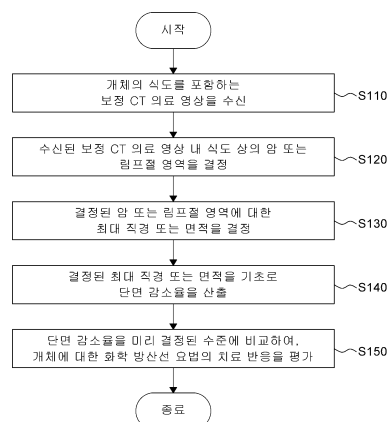 시작
개체의 식도를 포함하는
보정 CT 의료 영상을 수신
S110
수신된 보정 CT 의료 영상 내 식도 상의 암 또는
림프절 영역을 결정
S120
결정된 암 또는 림프절 영역에 대한
최대 직경 또는 면적을 결정
S130
결정된 최대 직경 또는 면적을 기초로
단면 감소율을 산출
S140
단면 감소율을 미리 결정된 수준에 비교하여,
개체에 대한 화학 방산선 요법의 치료 반응을 평가
S150
종료